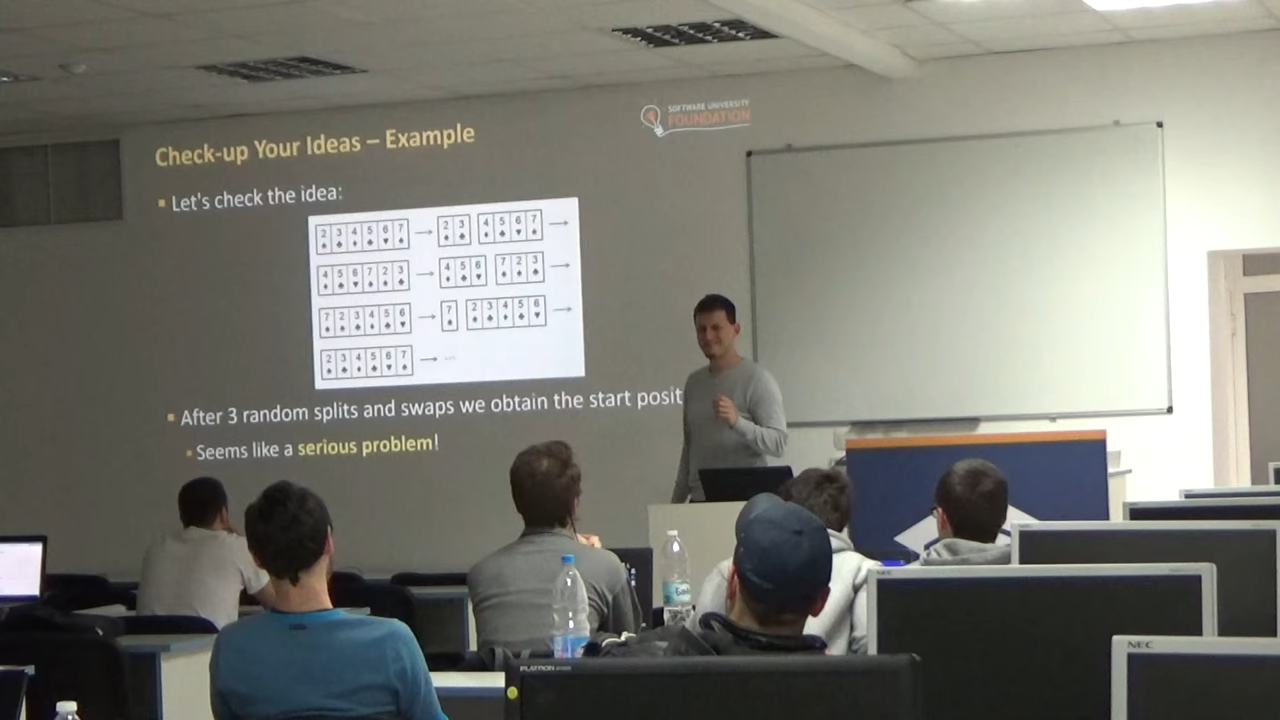 SOFTWARE UNIVERSITY
FOUNDATION
Check-up Your Ideas – Example
Let's check the idea:
2 3 4 5 6 7 → 2 3 4 5 6 7 →
4 5 6 7 2 3 → 4 5 6 7 2 3 →
7 2 3 4 5 6 → 7 2 3 4 5 6 →
2 3 4 5 6 7 → ...
After 3 random splits and swaps we obtain the start posit
Seems like a serious problem!
PLATRON
NEC
NEC